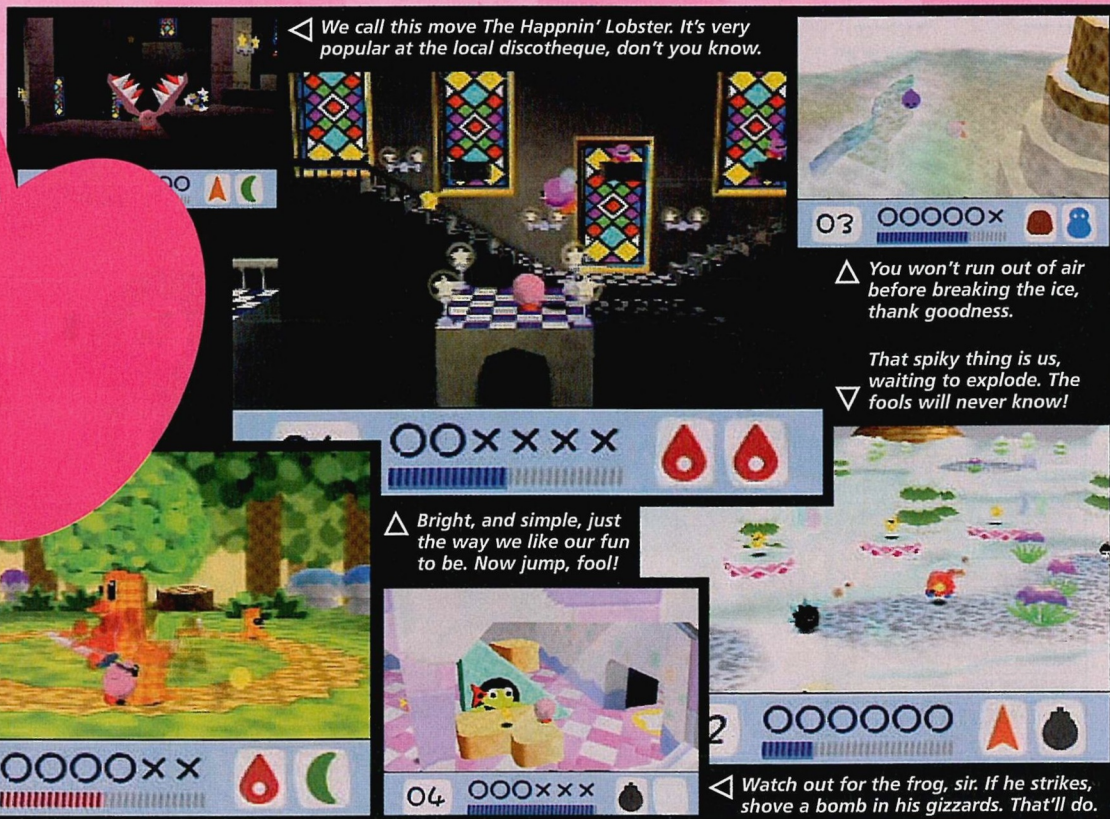 We call this move The Happnin' Lobster. It's very
popular at the local discotheque, don't you know.
03
You won't run out of air
before breaking the ice,
thank goodness.
That spiky thing is us,
waiting to explode. The
fools will never know!
Bright, and simple, just
the way we like our fun
to be. Now jump, fool!
2
04
Watch out for the frog, sir. If he strikes,
shove a bomb in his gizzards. That'll do.